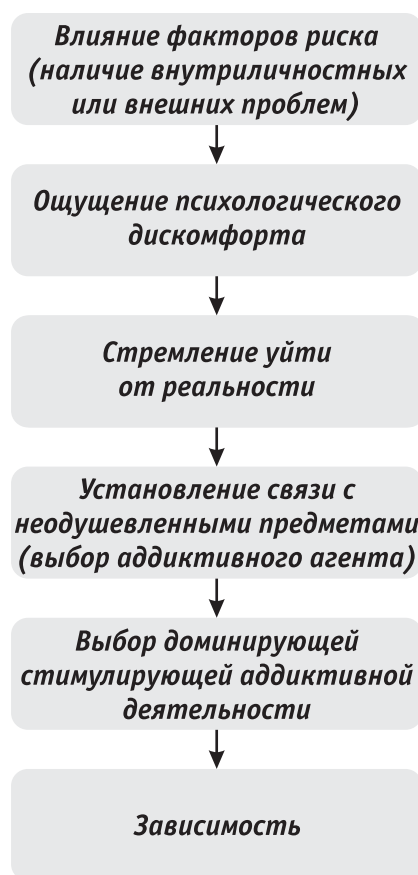 Влияние факторов риска
(наличие внутриличностных
или внешних проблем)
Ощущение психологического
дискомфорта
Стремление уйти
от реальности
Установление связи с
неодушевленными предметами
(выбор аддиктивного агента)
Выбор доминирующей
стимулирующей аддиктивной
деятельности
Зависимость